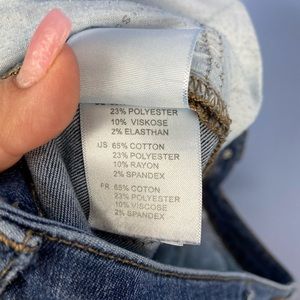 23% POLYESTER
10% VISKOSE
2% ELASTHAN
US: 65% COTTON
23% POLYESTER
10% RAYON
2% SPANDEX
FR: 65% COTON
23% POLYESTER
10% VISCOSE
2% SPANDEX